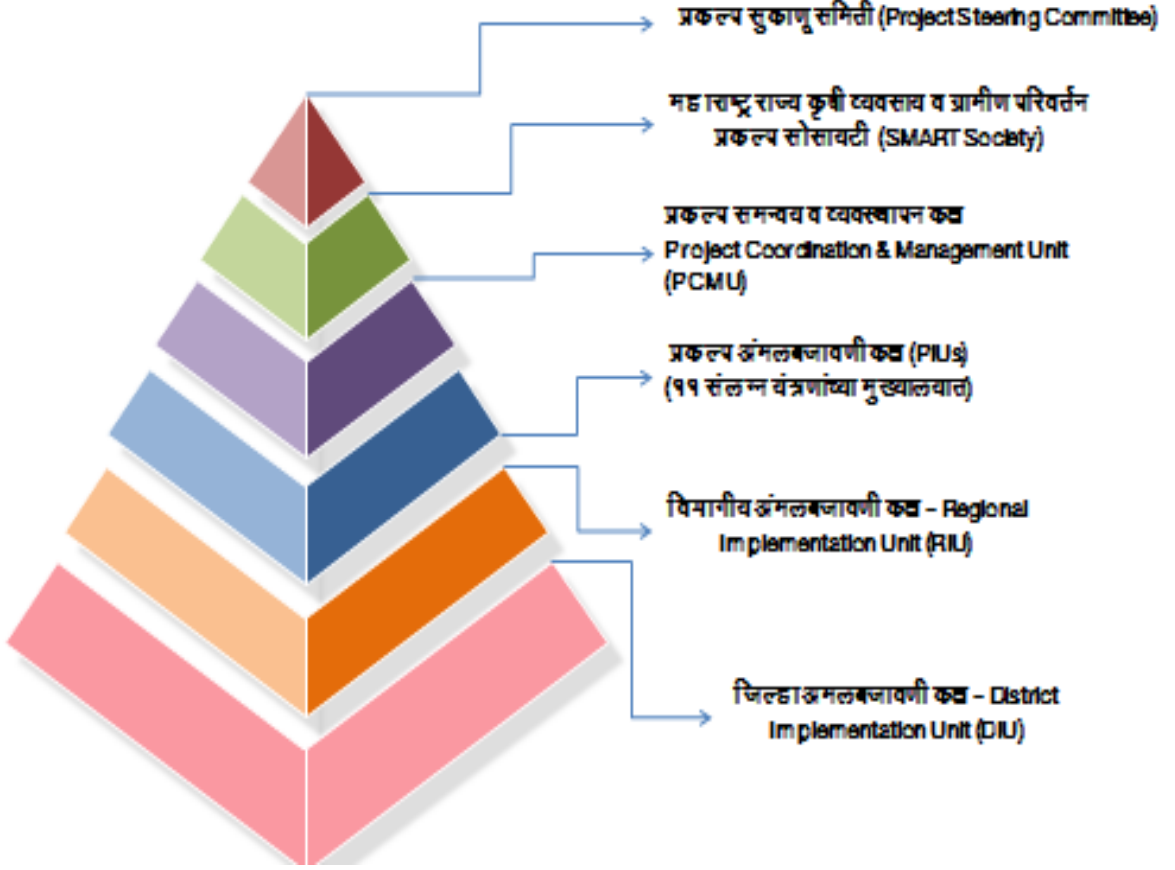 प्रकल्प सुकाणू समिती (Project Steering Committee)
महाराष्ट्र राज्य कृषी व्यवसाय व ग्रामीण परिवर्तन
प्रकल्प सोसायटी (SMART Society)
प्रकल्प समन्वय व व्यवस्थापन कक्ष
Project Coordination & Management Unit
(PCMU)
प्रकल्प अंमलबजावणी कक्ष (PIUs)
(११ संलग्न यंत्रणांच्या मुख्यालयात)
विभागीय अंमलबजावणी कक्ष – Regional
Implementation Unit (RIU)
जिल्हा अमलबजावणी कक्ष – District
Implementation Unit (DIU)